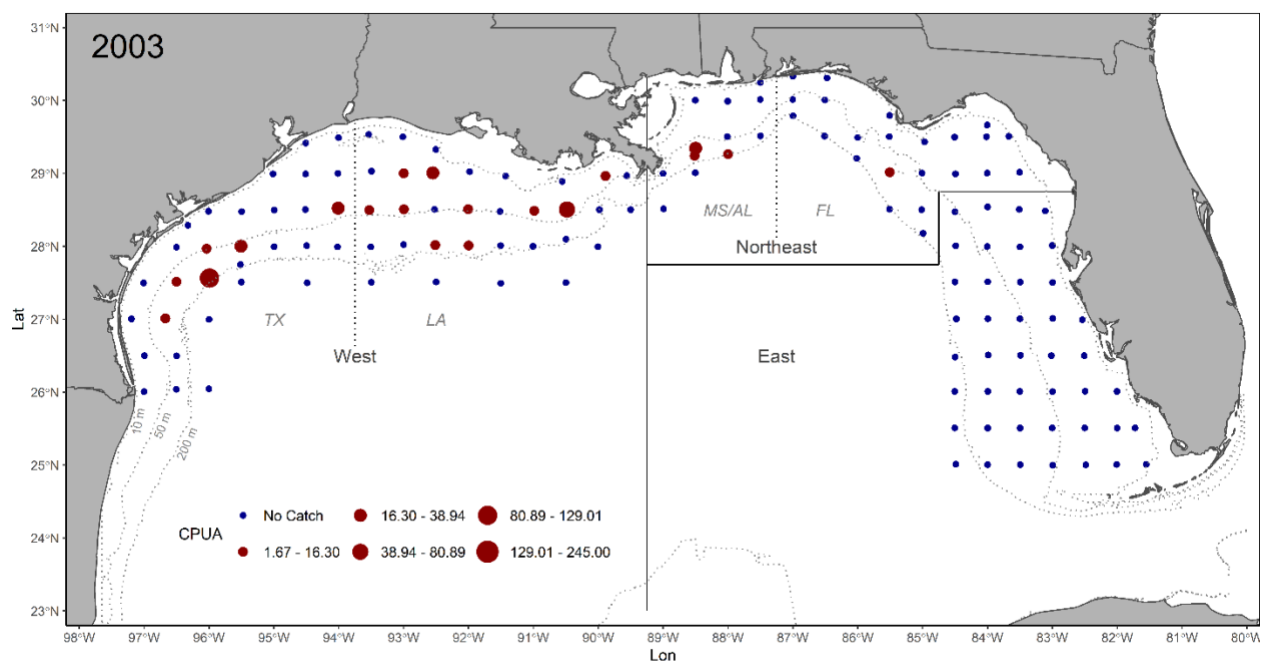 2003
31°N
30°N
29°N
28°N
27°N
26°N
25°N
24°N
23°N
Lat
MS/AL
FL
Northeast
TX
LA
West
East
10 m
50 m
200 m
CPUA
No Catch
16.30 - 38.94
80.89 - 129.01
1.67 - 16.30
38.94 - 80.89
129.01 - 245.00
98°W 97°W 96°W 95°W 94°W 93°W 92°W 91°W 90°W 89°W 88°W 87°W 86°W 85°W 84°W 83°W 82°W 81°W 80°W
Lon